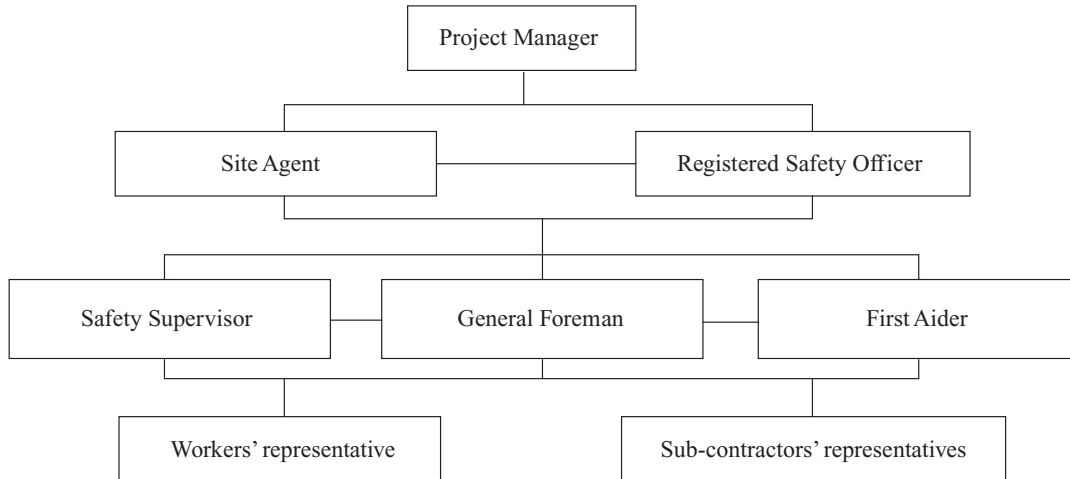 Project Manager
Site Agent
Registered Safety Officer
Safety Supervisor
General Foreman
First Aider
Workers’ representative
Sub-contractors’ representatives